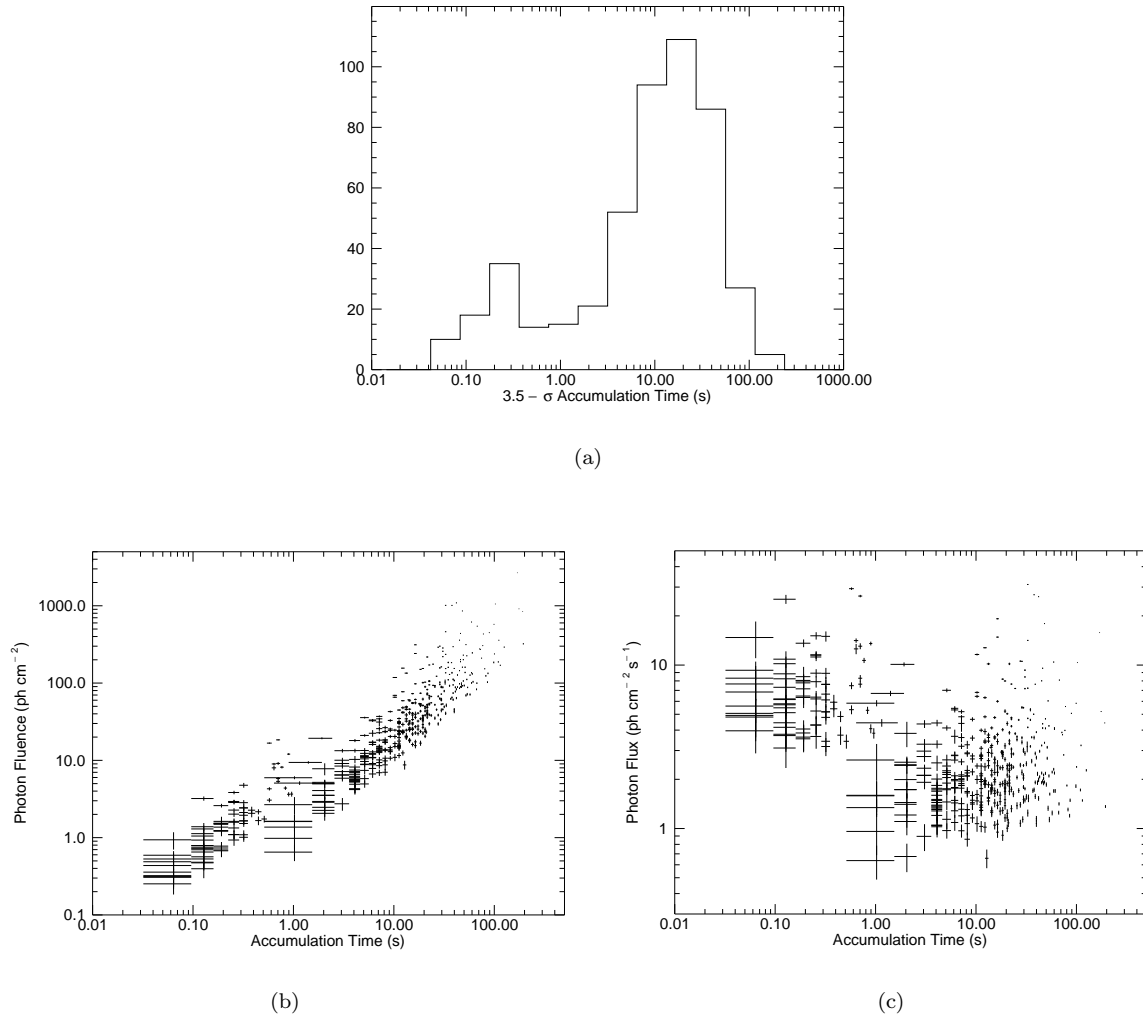 100
80
60
40
20
0
0.01 0.10 1.00 10.00 100.00 1000.00
3.5 − σ Accumulation Time (s)
(a)
1000.0
100.0
10.0
1.0
0.1
Photon Fluence (ph cm−2)
0.01 0.10 1.00 10.00 100.00
Accumulation Time (s)
(b)
10
1
Photon Flux (ph cm−2 s−1)
0.01 0.10 1.00 10.00 100.00
Accumulation Time (s)
(c)